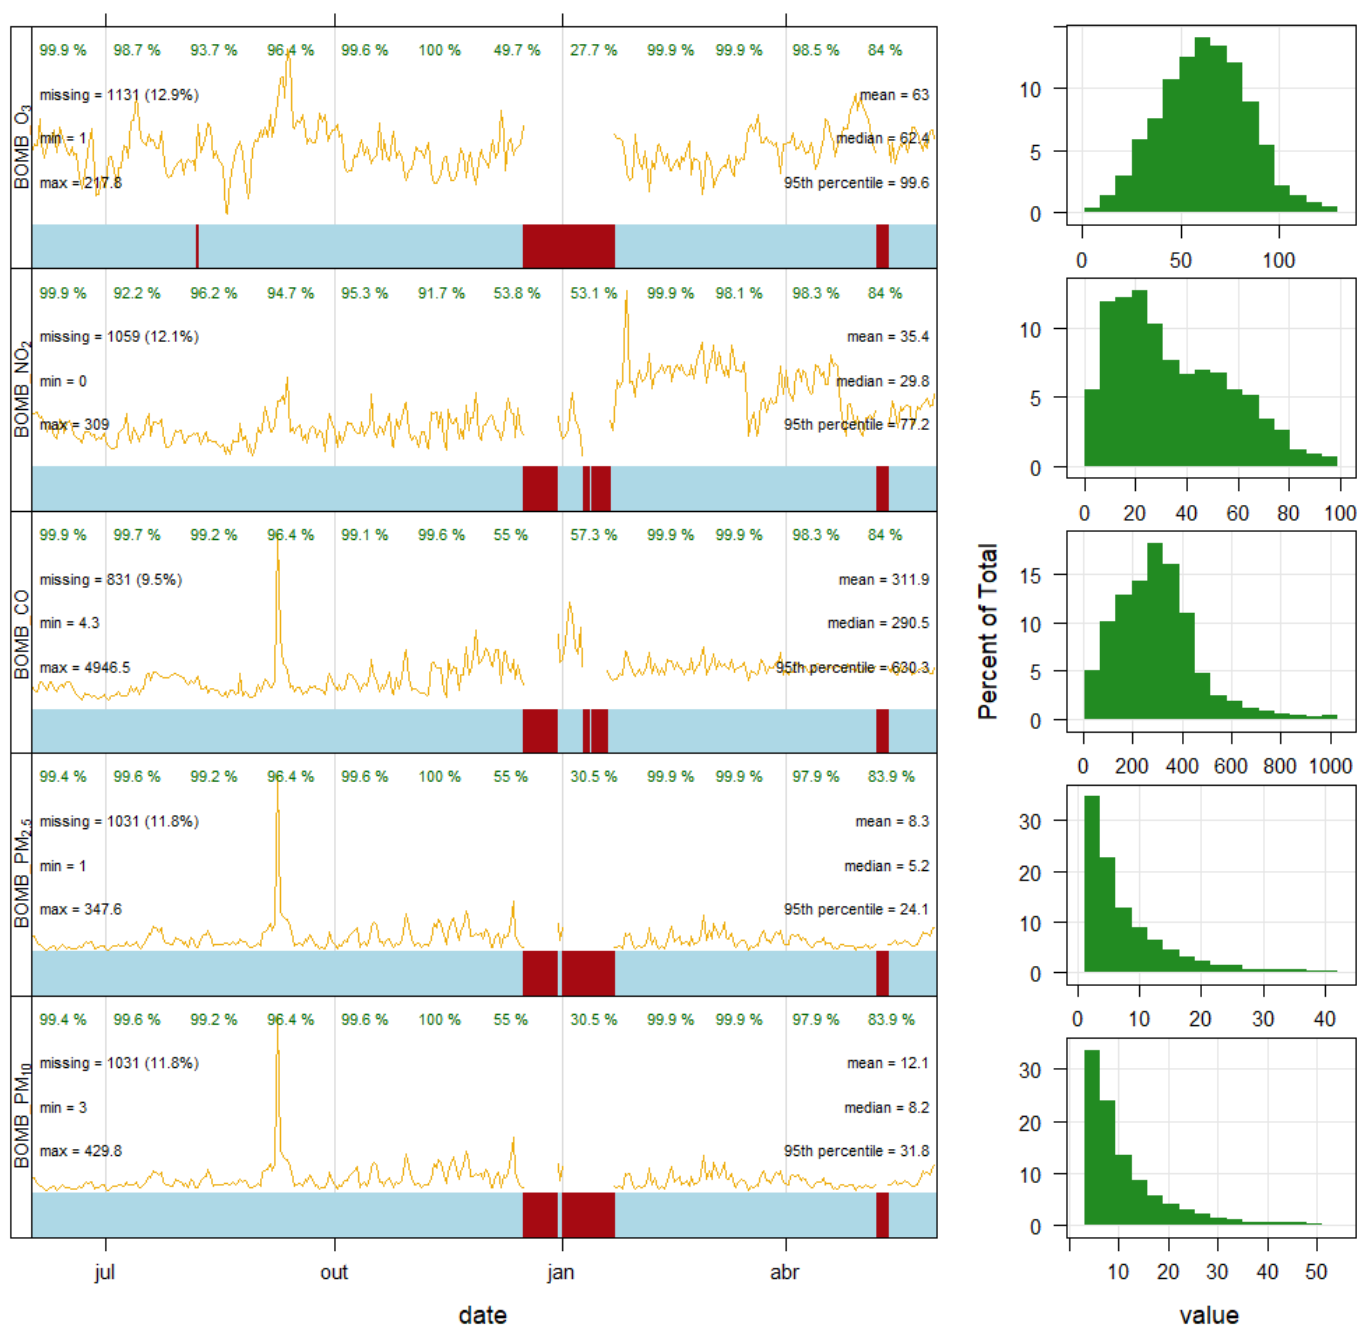 BOMB_O3
99.9 % 98.7 % 93.7 % 96.4 % 99.6 % 100 % 49.7 % 27.7 % 99.9 % 99.9 % 98.5 % 84 %
missing = 1131 (12.9%) mean = 63
min = 1 median = 62.4
max = 217.8 95th percentile = 99.6
BOMB_NO2
99.9 % 92.2 % 96.2 % 94.7 % 95.3 % 91.7 % 53.8 % 53.1 % 99.9 % 98.1 % 98.3 % 84 %
missing = 1059 (12.1%) mean = 35.4
min = 0 median = 29.8
max = 309 95th percentile = 77.2
BOMB_CO
99.9 % 99.7 % 99.2 % 96.4 % 99.1 % 99.6 % 55 % 57.3 % 99.9 % 99.9 % 98.3 % 84 %
missing = 831 (9.5%) mean = 311.9
min = 4.3 median = 290.5
max = 4946.5 95th percentile = 630.3
BOMB_PM2.5
99.4 % 99.6 % 99.2 % 96.4 % 99.6 % 100 % 55 % 30.5 % 99.9 % 99.9 % 97.9 % 83.9 %
missing = 1031 (11.8%) mean = 8.3
min = 1 median = 5.2
max = 347.6 95th percentile = 24.1
BOMB_PM10
99.4 % 99.6 % 99.2 % 96.4 % 99.6 % 100 % 55 % 30.5 % 99.9 % 99.9 % 97.9 % 83.9 %
missing = 1031 (11.8%) mean = 12.1
min = 3 median = 8.2
max = 429.8 95th percentile = 31.8
jul out jan abr
date
Percent of Total
10
5
0
0 50 100
10
5
0
0 20 40 60 80 100
15
10
5
0
0 200 400 600 800 1000
30
20
10
0
0 10 20 30 40
30
20
10
0
10 20 30 40 50
value